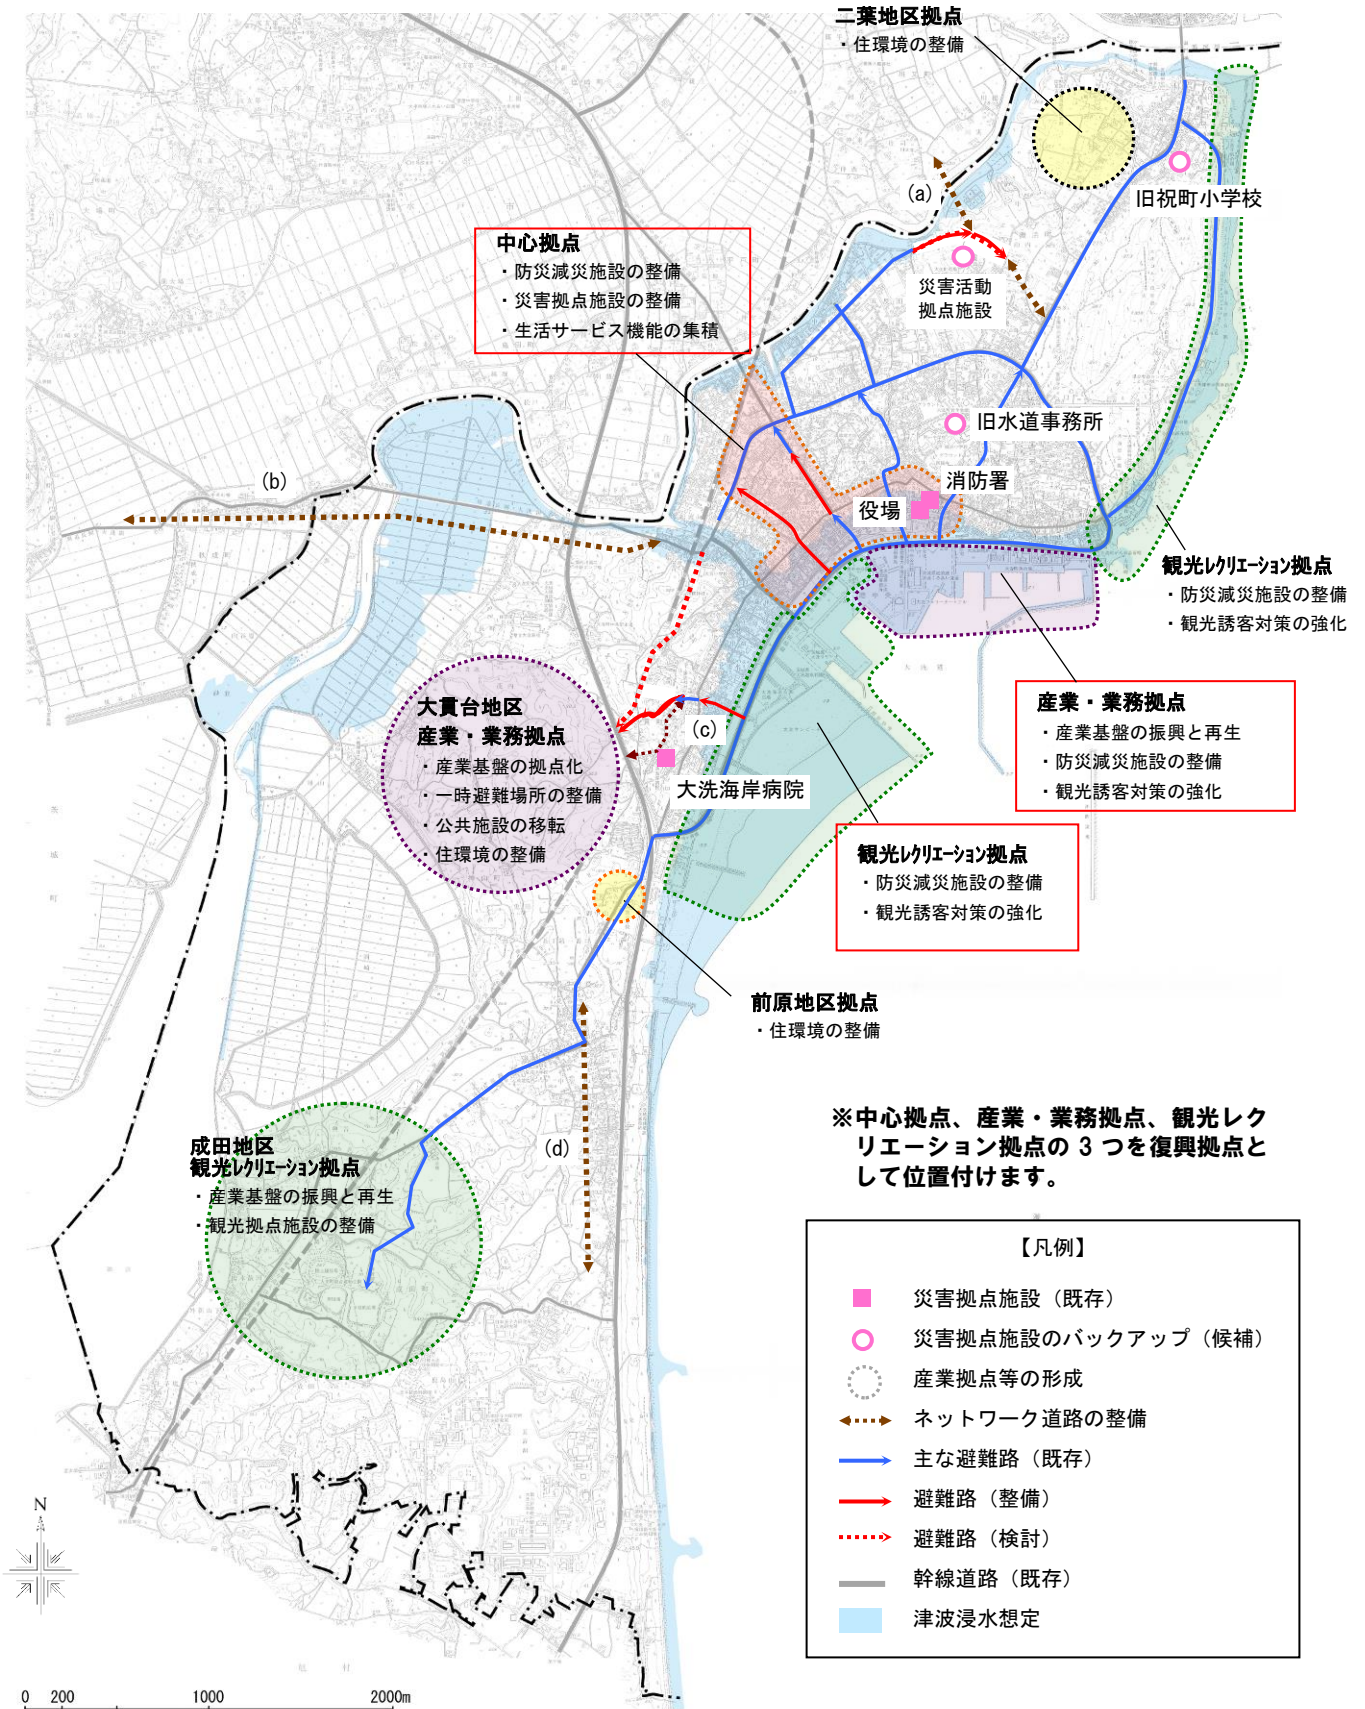 二葉地区拠点
・住環境の整備
(a)
旧祝町小学校
中心拠点
・防災減災施設の整備
・災害拠点施設の整備
・生活サービス機能の集積
災害活動
拠点施設
旧水道事務所
消防署
役場
(b)
観光レクリエーション拠点
・防災減災施設の整備
・観光誘客対策の強化
大貫台地区
産業・業務拠点
・産業基盤の拠点化
・一時避難場所の整備
・公共施設の移転
・住環境の整備
(c)
大洗海岸病院
産業・業務拠点
・産業基盤の振興と再生
・防災減災施設の整備
・観光誘客対策の強化
観光レクリエーション拠点
・防災減災施設の整備
・観光誘客対策の強化
前原地区拠点
・住環境の整備
成田地区
観光レクリエーション拠点
・産業基盤の振興と再生
・観光拠点施設の整備
(d)
※中心拠点、産業・業務拠点、観光レク
リエーション拠点の 3 つを復興拠点と
して位置付けます。
【凡例】
災害拠点施設（既存）
災害拠点施設のバックアップ（候補）
産業拠点等の形成
ネットワーク道路の整備
主な避難路（既存）
避難路（整備）
避難路（検討）
幹線道路（既存）
津波浸水想定
N
0 200 1000 2000m